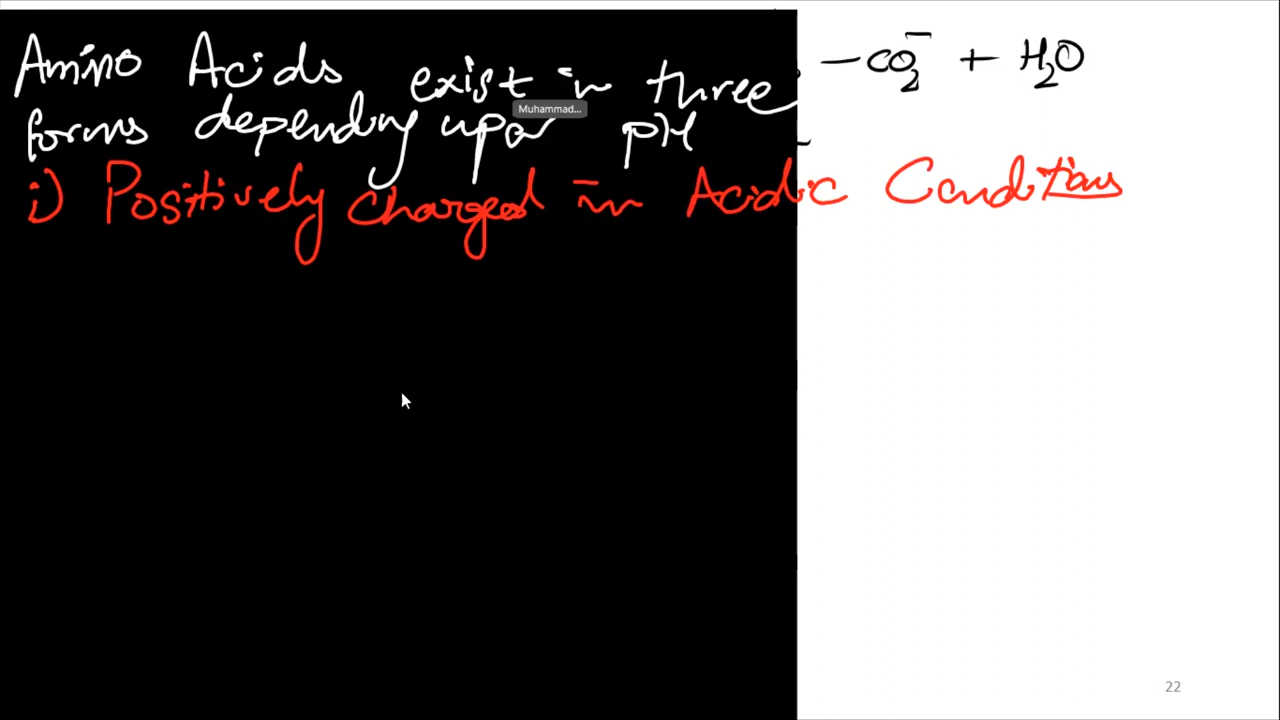 Amino Acids exist in three
-CO₂⁻ + H₂O
Muhammad...
forms depending upon pH
i) Positively charged in Acidic Conditions
22